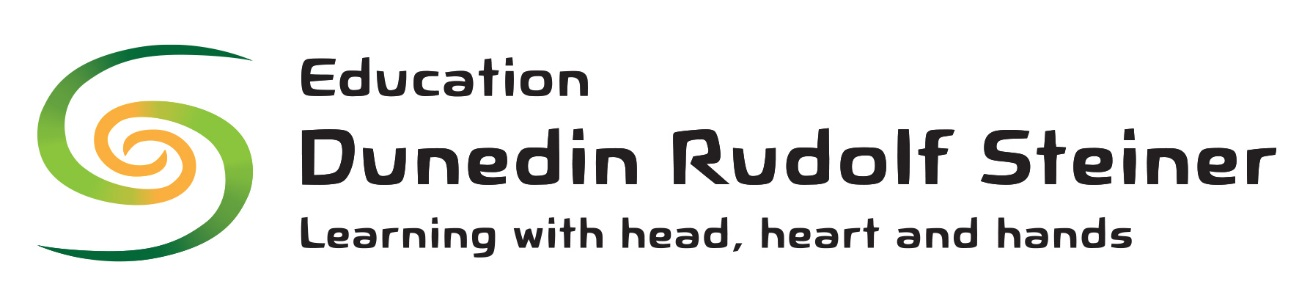 Education
Dunedin Rudolf Steiner
Learning with head, heart and hands